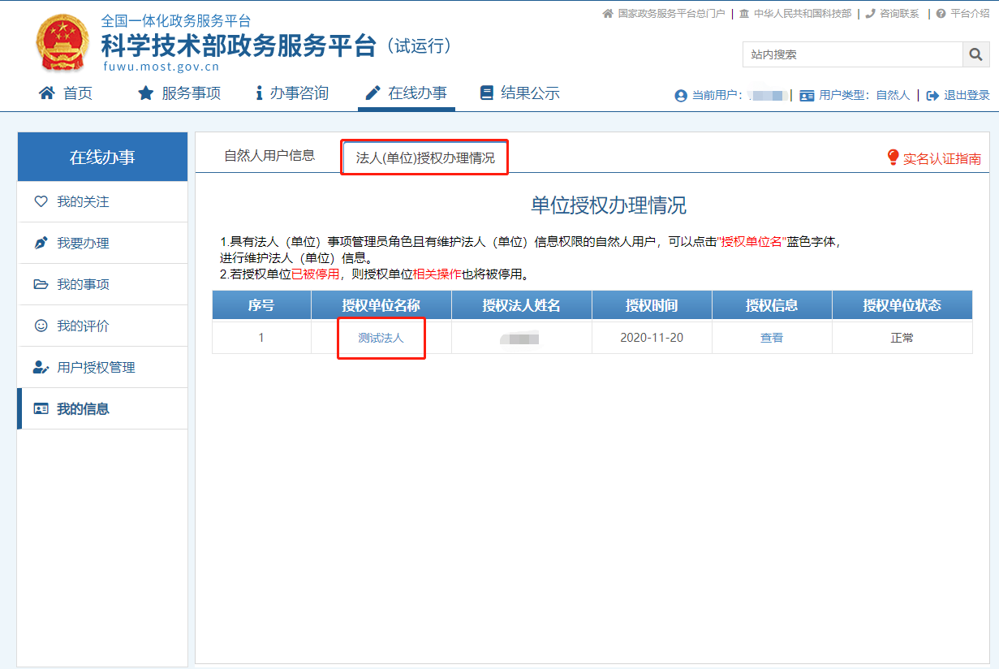 国家政务服务平台总门户 | 中华人民共和国科技部 | 咨询联系 | 平台介绍
全国一体化政务服务平台
科学技术部政务服务平台（试运行）
fuwu.most.gov.cn
站内搜索
首页 服务事项 办事咨询 在线办事 结果公示
当前用户： | 用户类型：自然人 | 退出登录
在线办事
我的关注
我要办理
我的事项
我的评价
用户授权管理
我的信息
自然人用户信息 法人(单位)授权办理情况 实名认证指南
单位授权办理情况
1.具有法人（单位）事项管理员角色且有维护法人（单位）信息权限的自然人用户，可以点击"授权单位名"蓝色字体，
进行维护法人（单位）信息。
2.若授权单位已被停用，则授权单位相关操作也将被停用。
序号 授权单位名称 授权法人姓名 授权时间 授权信息 授权单位状态
1 测试法人 2020-11-20 查看 正常